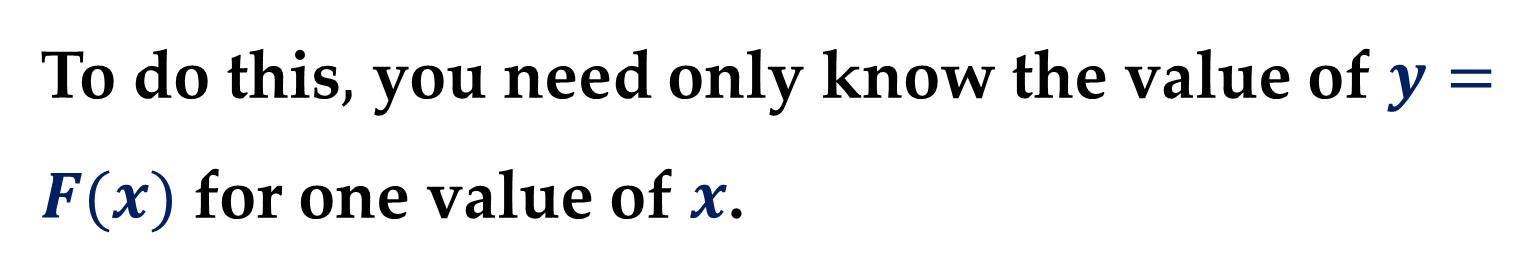 To do this, you need only know the value of y =
F(x) for one value of x.